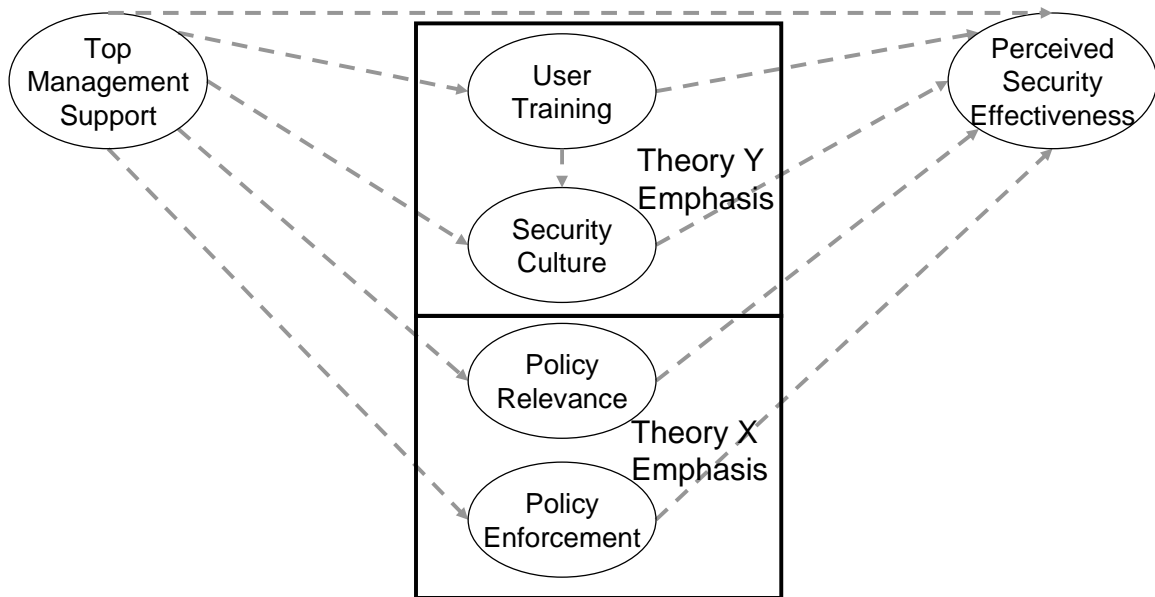 Top
Management
Support
User
Training
Perceived
Security
Effectiveness
Theory Y
Emphasis
Security
Culture
Policy
Relevance
Theory X
Emphasis
Policy
Enforcement